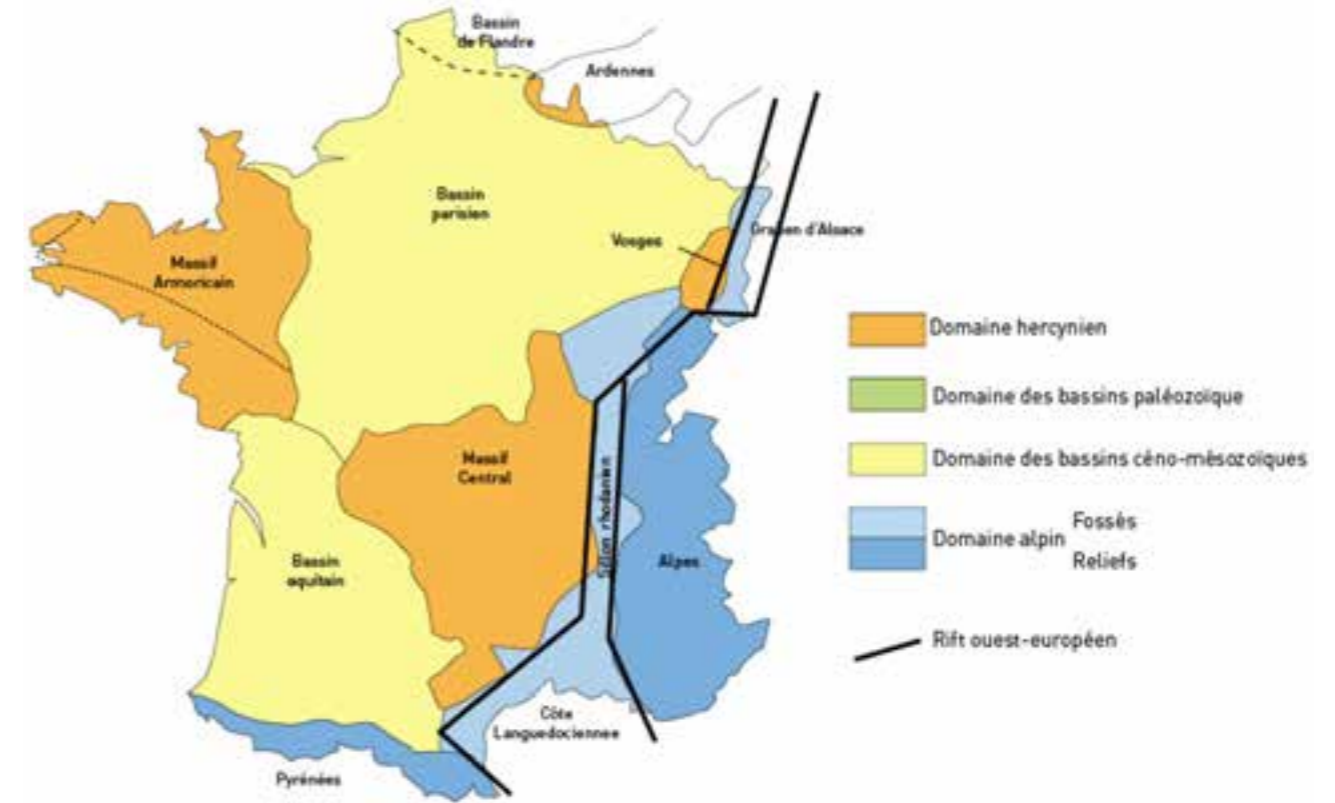 Bassin
de Flandre
Ardennes
Bassin
parisien
Vosges
Graben d'Alsace
Massif
Armoricain
Domaine hercynien
Domaine des bassins paléozoïque
Massif
Central
Domaine des bassins céno-mésozoïques
Sillon rhodanien
Fossés
Domaine alpin
Reliefs
Bassin
aquitain
Alpes
Rift ouest-européen
Côte
Languedociennee
Pyrénées